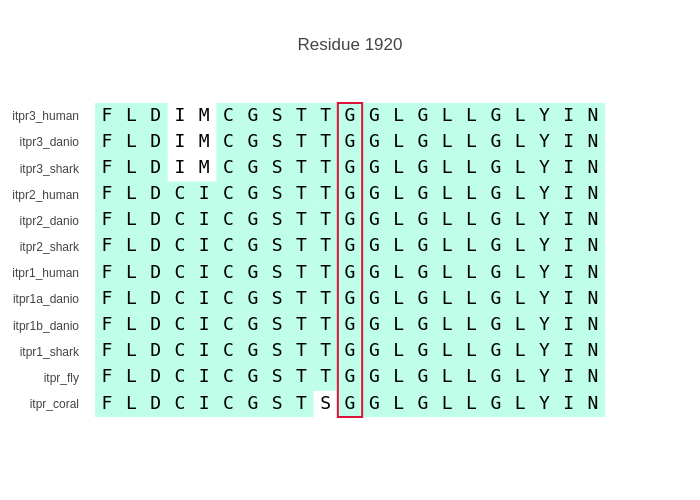 Residue 1920
itpr3_human F L D I M C G S T T G G L G L L G L Y I N
itpr3_danio F L D I M C G S T T G G L G L L G L Y I N
itpr3_shark F L D I M C G S T T G G L G L L G L Y I N
itpr2_human F L D C I C G S T T G G L G L L G L Y I N
itpr2_danio F L D C I C G S T T G G L G L L G L Y I N
itpr2_shark F L D C I C G S T T G G L G L L G L Y I N
itpr1_human F L D C I C G S T T G G L G L L G L Y I N
itpr1a_danio F L D C I C G S T T G G L G L L G L Y I N
itpr1b_danio F L D C I C G S T T G G L G L L G L Y I N
itpr1_shark F L D C I C G S T T G G L G L L G L Y I N
itpr_fly F L D C I C G S T T G G L G L L G L Y I N
itpr_coral F L D C I C G S T S G G L G L L G L Y I N